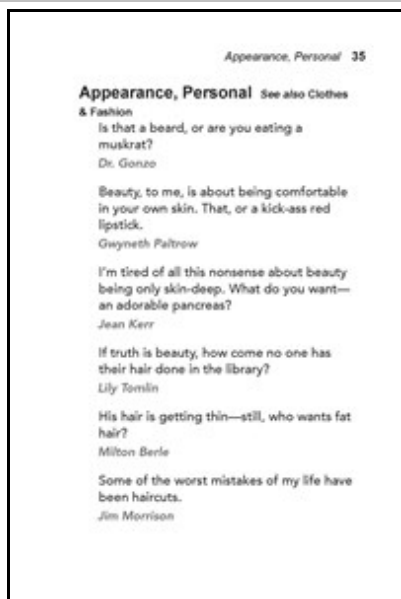 Appearance, Personal 35
Appearance, Personal See also Clothes
& Fashion
Is that a beard, or are you eating a
muskrat?
Dr. Gonzo
Beauty, to me, is about being comfortable
in your own skin. That, or a kick-ass red
lipstick.
Gwyneth Paltrow
I'm tired of all this nonsense about beauty
being only skin-deep. What do you want—
an adorable pancreas?
Jean Kerr
If truth is beauty, how come no one has
their hair done in the library?
Lily Tomlin
His hair is getting thin—still, who wants fat
hair?
Milton Berle
Some of the worst mistakes of my life have
been haircuts.
Jim Morrison